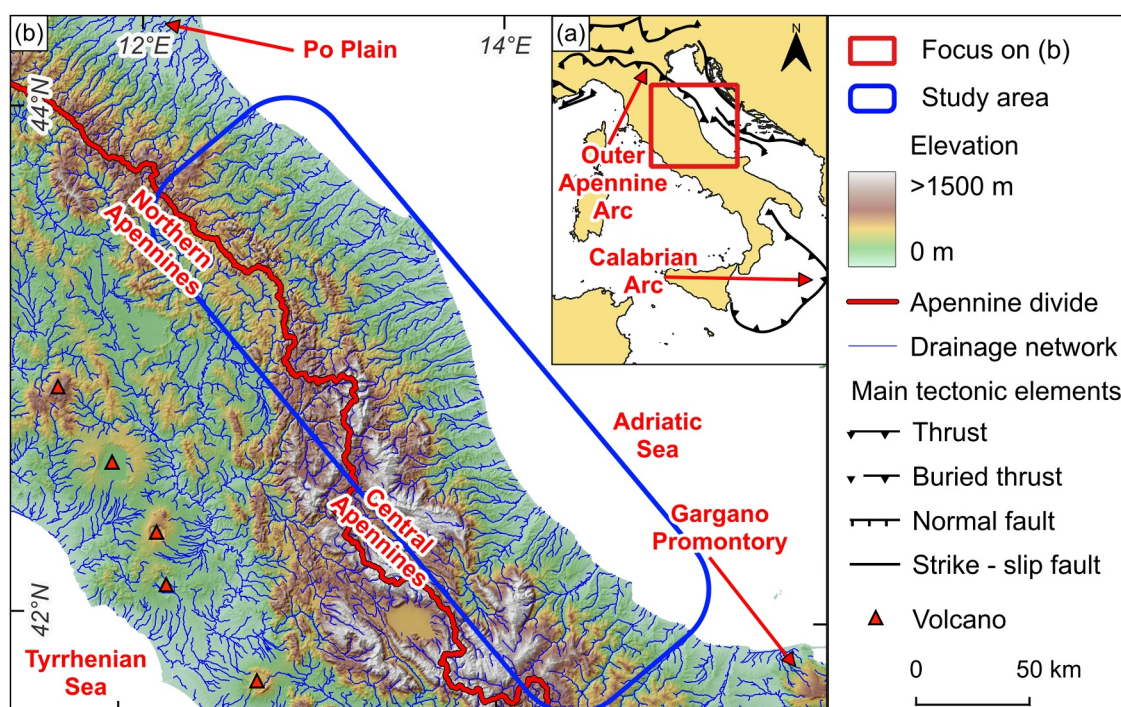 (b)
12°E
14°E
Po Plain
44°N
Northern
Apennines
Central
Apennines
Adriatic
Sea
Gargano
Promontory
42°N
Tyrrhenian
Sea
(a)
N
Outer
Apennine
Arc
Calabrian
Arc
Focus on (b)
Study area
Elevation
>1500 m
0 m
Apennine divide
Drainage network
Main tectonic elements
Thrust
Buried thrust
Normal fault
Strike - slip fault
Volcano
0 50 km